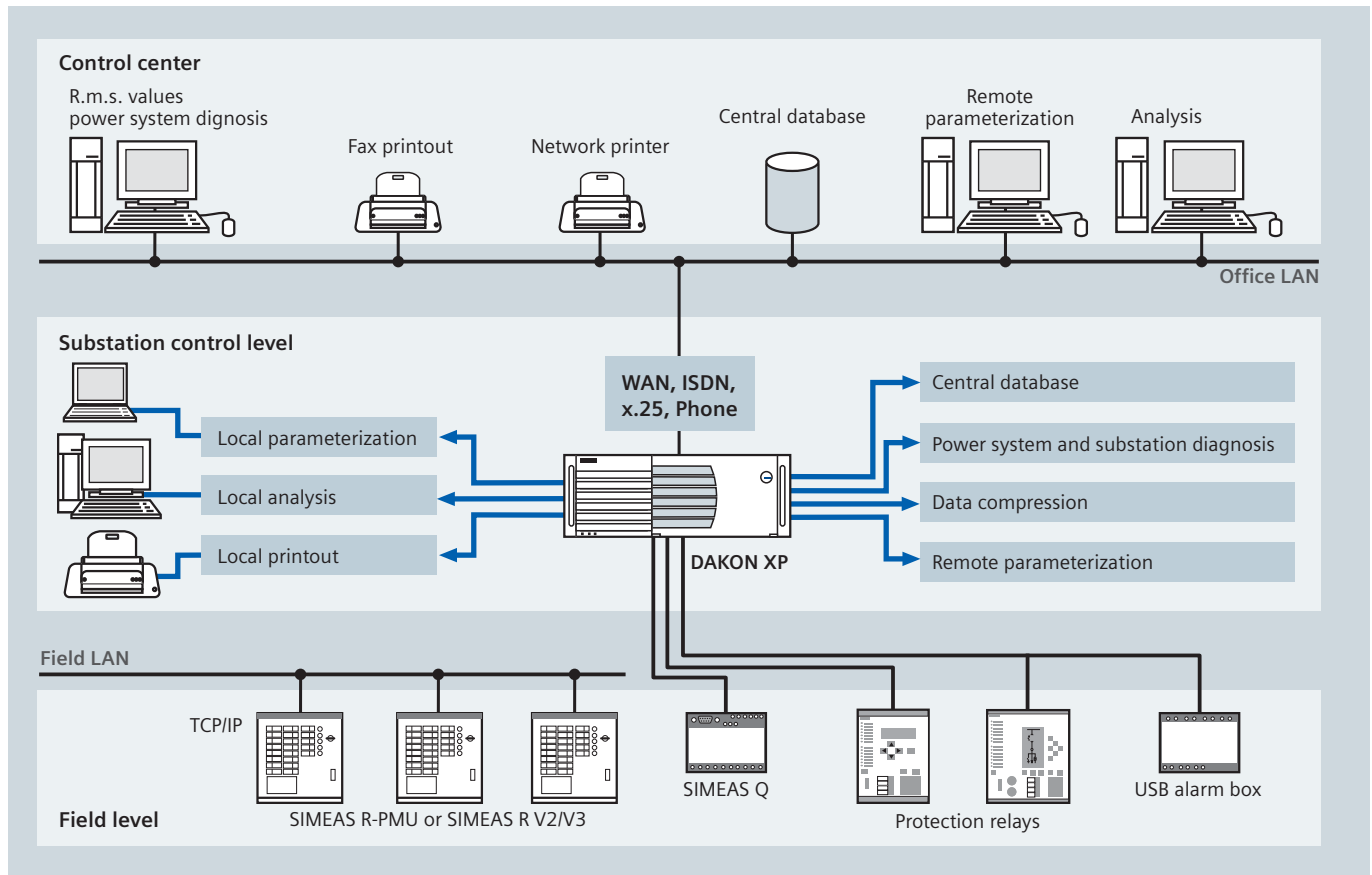 Control center
R.m.s. values
power system dignosis
Fax printout
Network printer
Central database
Remote
parameterization
Analysis
Office LAN
Substation control level
WAN, ISDN,
x.25, Phone
Local parameterization
Local analysis
Local printout
DAKON XP
Central database
Power system and substation diagnosis
Data compression
Remote parameterization
Field LAN
TCP/IP
SIMEAS R-PMU or SIMEAS R V2/V3
SIMEAS Q
Protection relays
USB alarm box
Field level